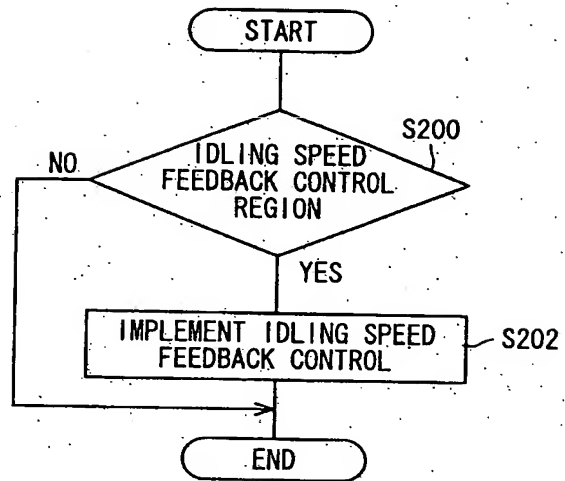 START
S200
IDLING SPEED
FEEDBACK CONTROL
REGION
NO
YES
IMPLEMENT IDLING SPEED
FEEDBACK CONTROL
S202
END